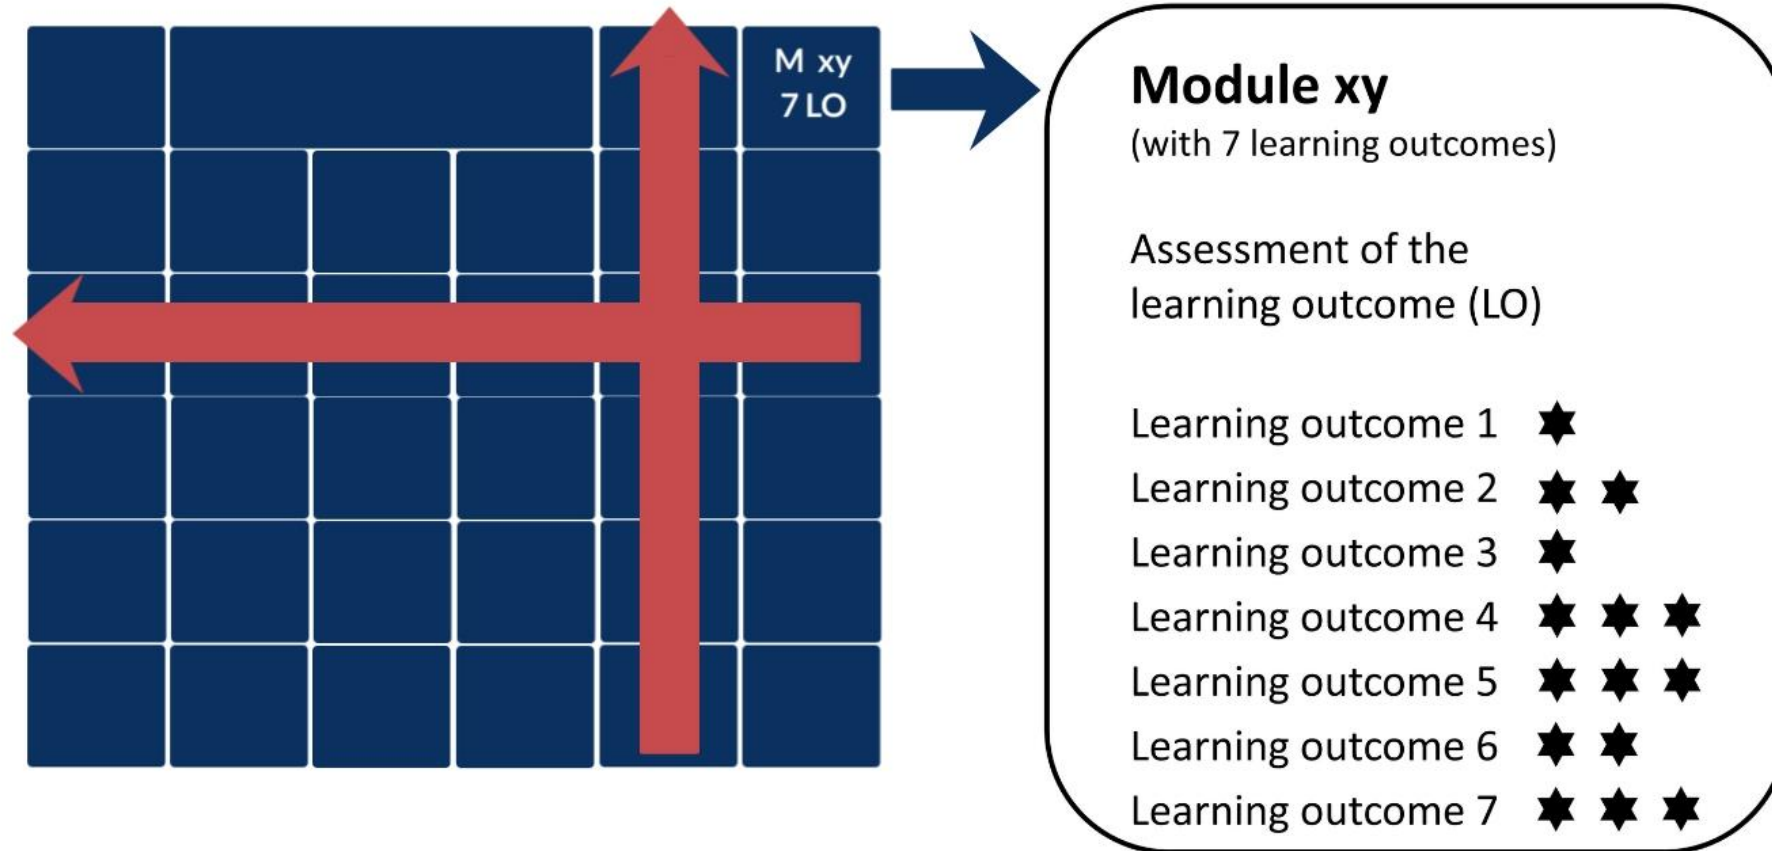 M xy
7 LO
Module xy
(with 7 learning outcomes)
Assessment of the
learning outcome (LO)
Learning outcome 1
Learning outcome 2
Learning outcome 3
Learning outcome 4
Learning outcome 5
Learning outcome 6
Learning outcome 7